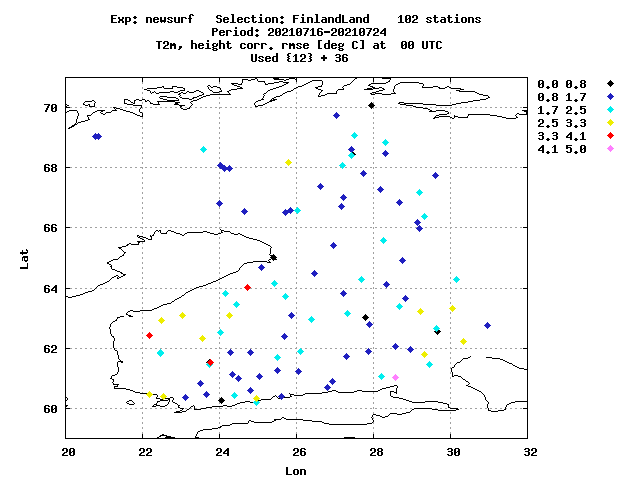 Exp: newsurf Selection: FinlandLand 102 stations
Period: 20210716-20210724
T2m, height corr. rmse [deg C] at 00 UTC
Used {12} + 36
0.0 0.8
0.8 1.7
1.7 2.5
2.5 3.3
3.3 4.1
4.1 5.0
70
68
66
64
62
60
Lat
20 22 24 26 28 30 32
Lon